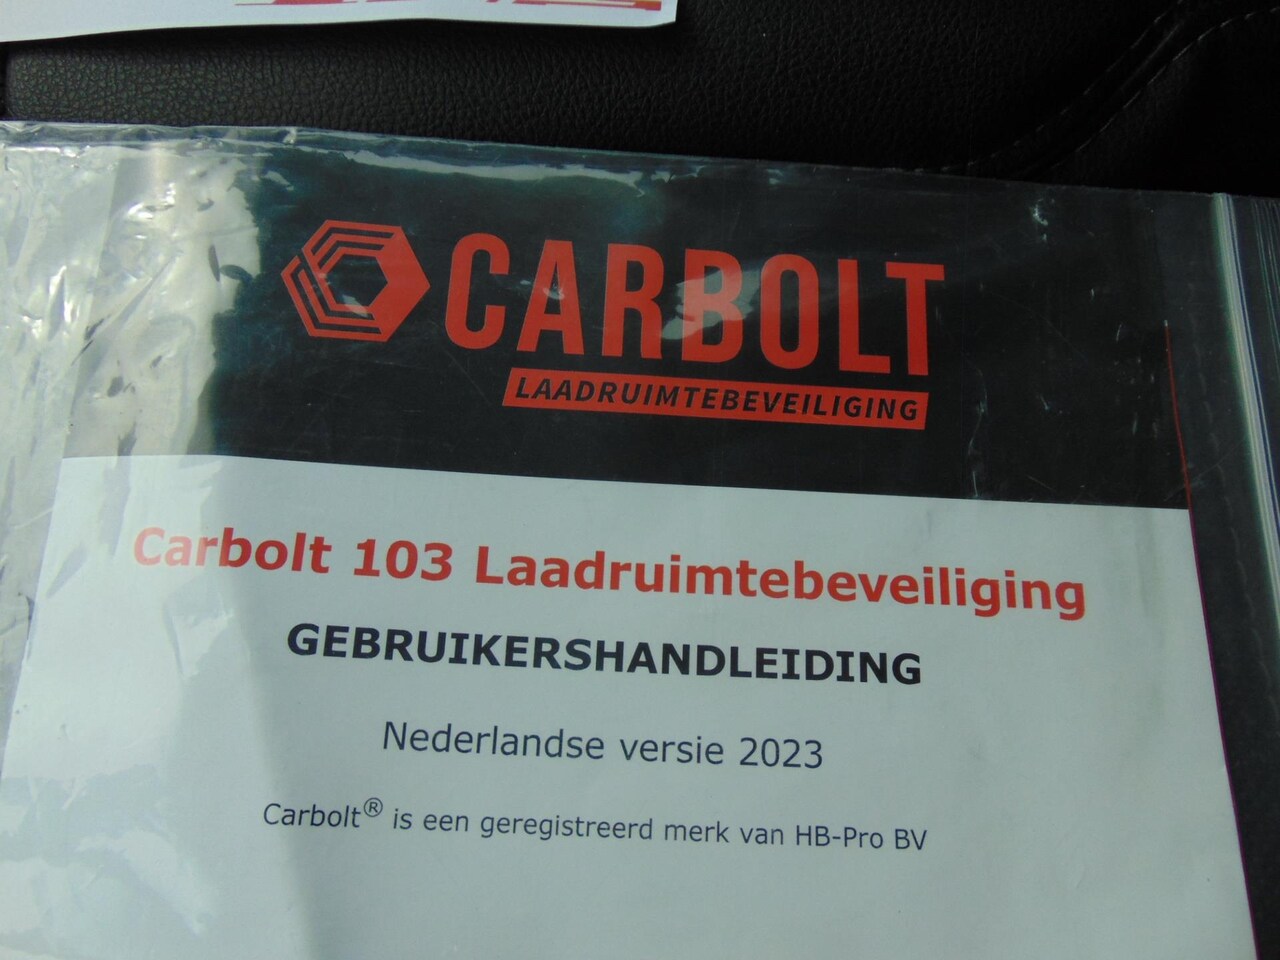 CARBOLT
LAADRUIMTEBEVEILIGING
Carbolt 103 Laadruimtebeveiliging
GEBRUIKERSHANDLEIDING
Nederlandse versie 2023
Carbolt® is een geregistreerd merk van HB-Pro BV